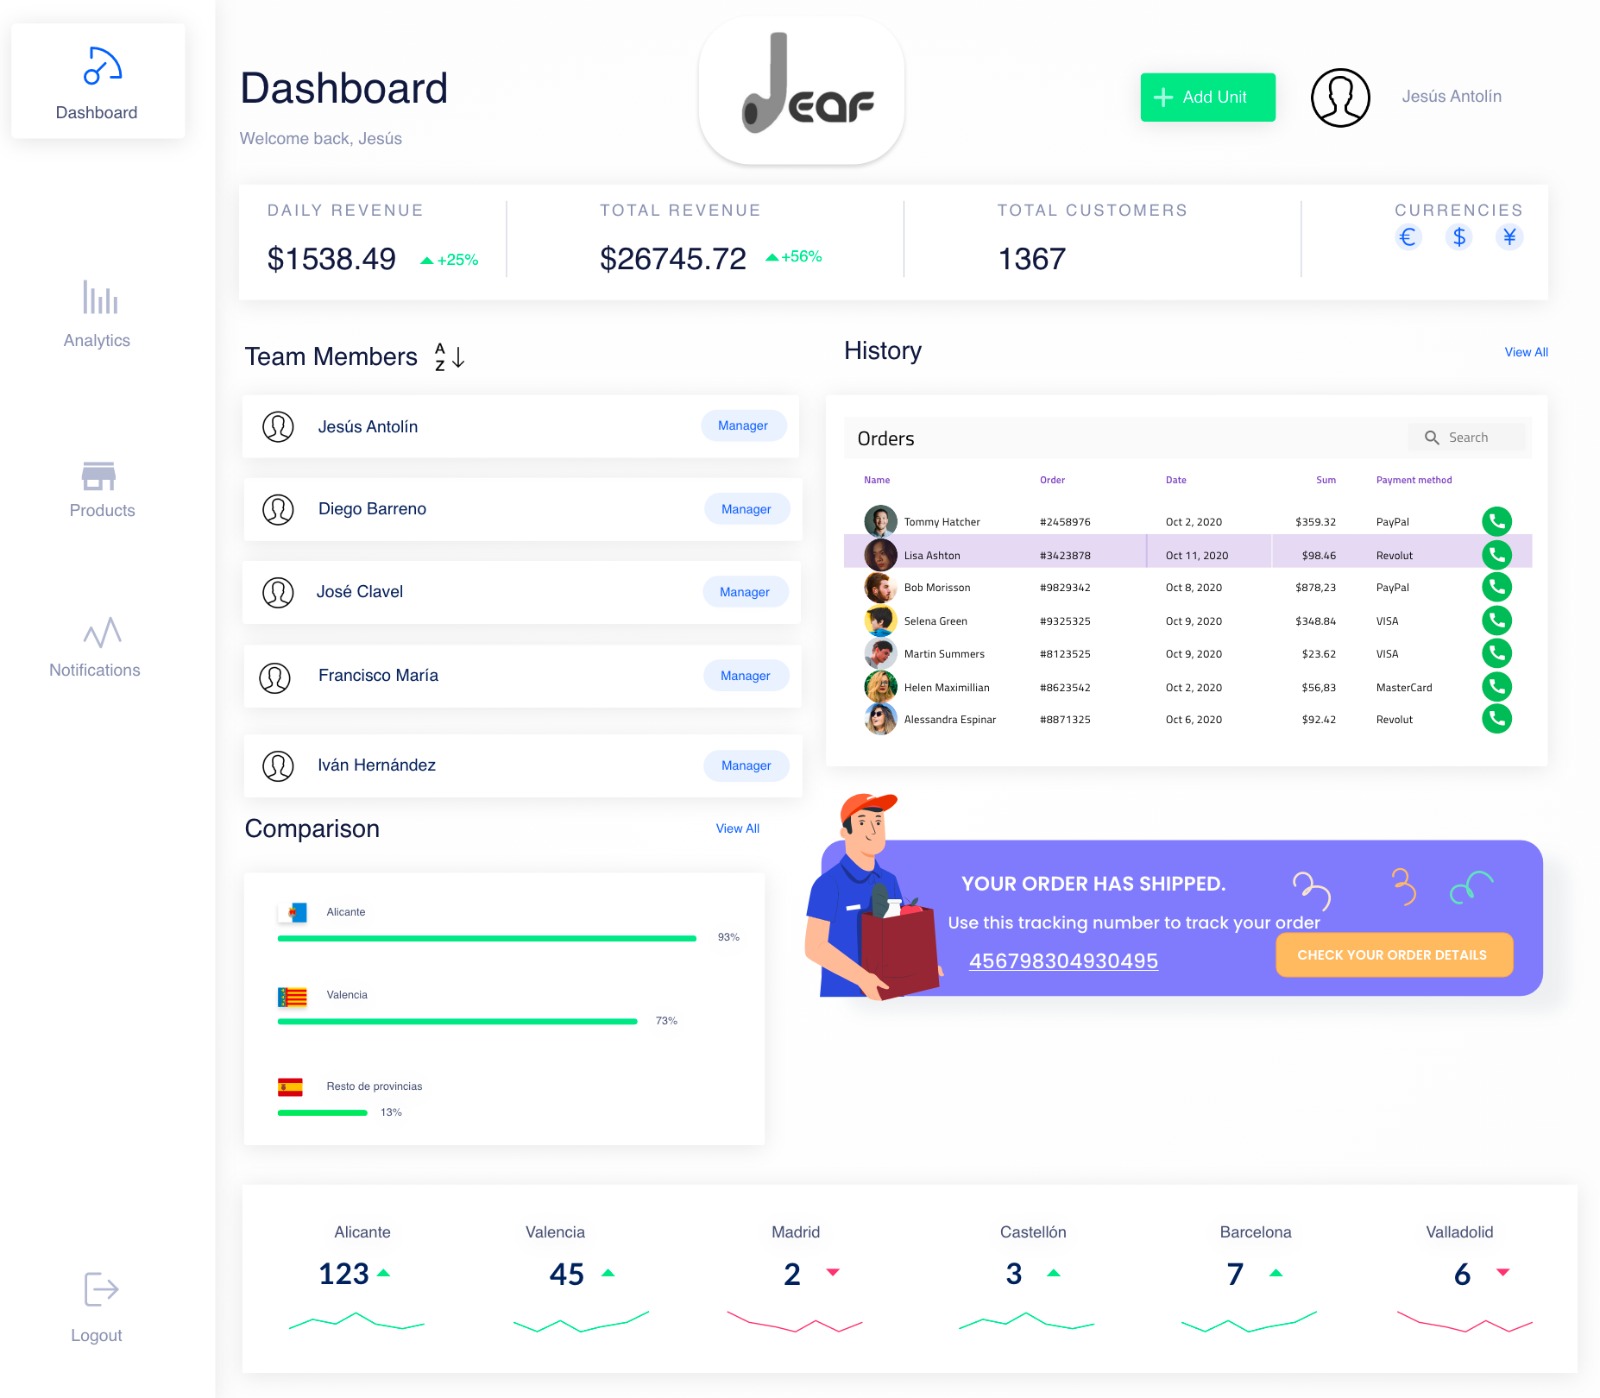 Dashboard
Analytics
Products
Notifications
Logout
Dashboard
Welcome back, Jesús
Jeaf
Add Unit
Jesús Antolín
DAILY REVENUE
$1538.49 +25%
TOTAL REVENUE
$26745.72 +56%
TOTAL CUSTOMERS
1367
CURRENCIES
€ $ ¥
Team Members A Z
Jesús Antolín Manager
Diego Barreno Manager
José Clavel Manager
Francisco María Manager
Iván Hernández Manager
History View All
Orders Search
Name Order Date Sum Payment method
Tommy Hatcher #2458976 Oct 2, 2020 $359.32 PayPal
Lisa Ashton #3423878 Oct 11, 2020 $98.46 Revolut
Bob Morisson #9829342 Oct 8, 2020 $878,23 PayPal
Selena Green #9325325 Oct 9, 2020 $348.84 VISA
Martin Summers #8123525 Oct 9, 2020 $23.62 VISA
Helen Maximillian #8623542 Oct 2, 2020 $56,83 MasterCard
Alessandra Espinar #8871325 Oct 6, 2020 $92.42 Revolut
Comparison View All
Alicante
93%
Valencia
73%
Resto de provincias
13%
YOUR ORDER HAS SHIPPED.
Use this tracking number to track your order
456798304930495
CHECK YOUR ORDER DETAILS
Alicante Valencia Madrid Castellón Barcelona Valladolid
123 45 2 3 7 6